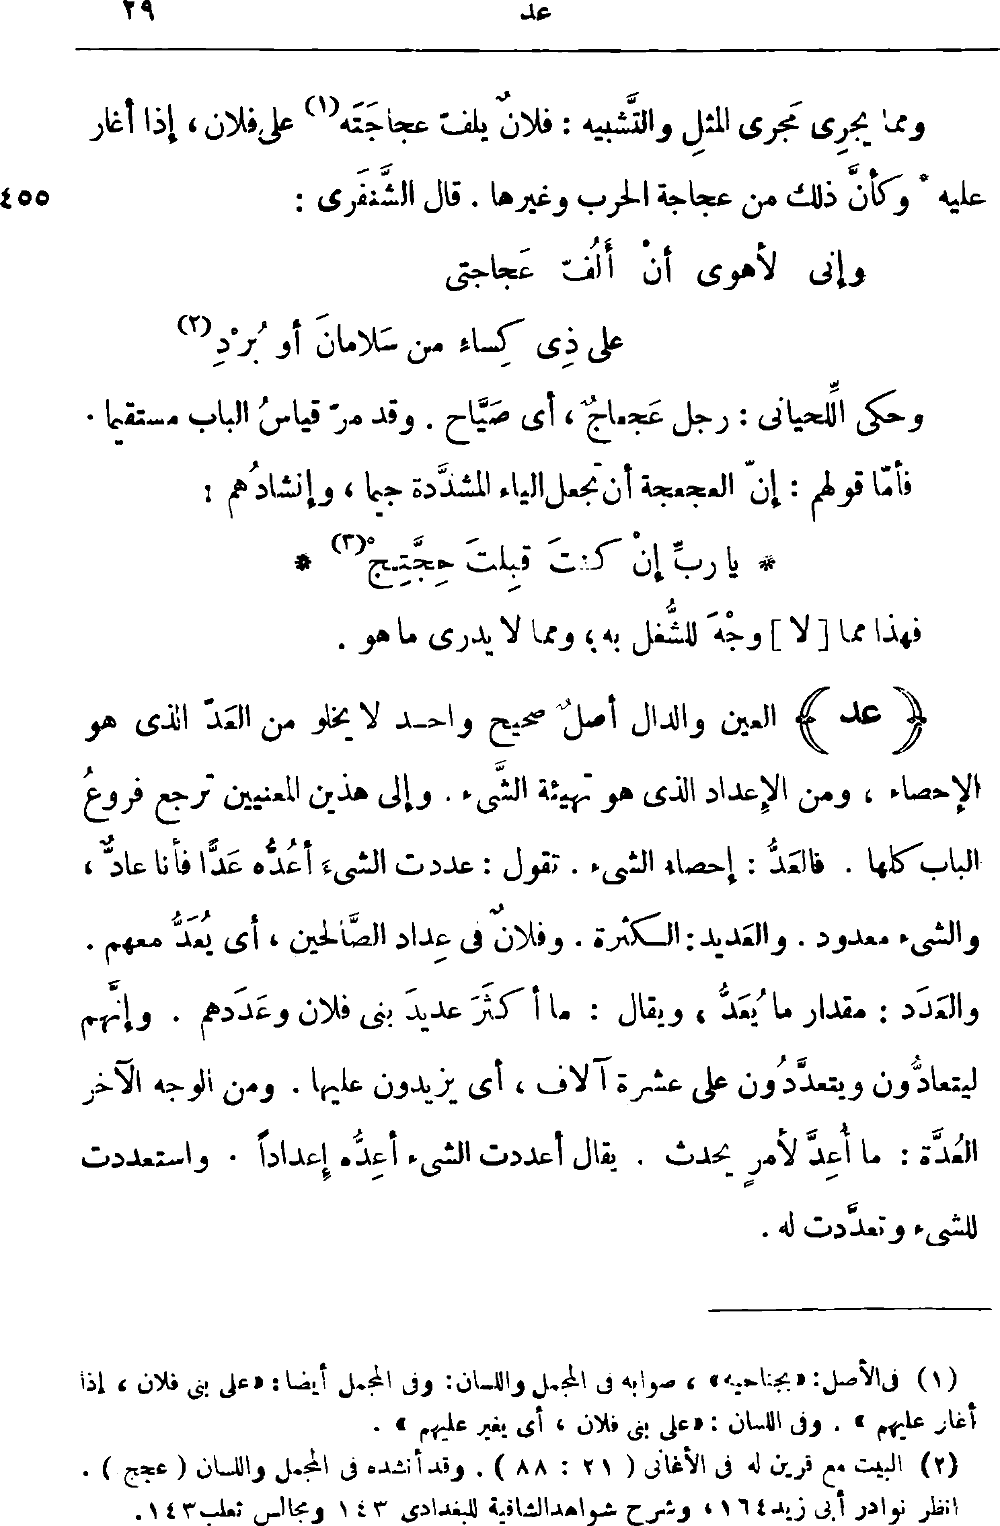 عد ٢٩
ومما يجرِى مَجرى المثلِ والتَّشبيه : فلانٌ يلفّ عجاجَتَه(١) على فلان ، إذا أغار
عليه * وكأنَّ ذلك من عجاجة الحرب وغيرها . قال الشَّنفَرى : ٤٥٥
وإنى لأهوى أنْ أَلُفّ عَجاجتى
على ذِى كِساءِ من سَلامانَ أو بُرْدِ(٢)
وحكى اللِّحيانى : رجل عَجعاجٌ ، أى صَيَّاح . وقد مرّ قياسُ الباب مستقيما .
فأمّا قولهم : إنّ العجعجة أن تجعل الياء المشدَّدة جيما ، وإنشادُهم :
* يا ربِّ إنْ كنتَ قبِلتَ حِجَّتِجْ(٣) *
فهذا مما [ لا ] وجْهَ للشُّغل به ، ومما لا يدرى ما هو .
﴿ عد ﴾ العين والدال أصلٌ صحيح واحـد لا يخلو من العَدّ الذى هو
الإحصاء ، ومن الإعداد الذى هو تهيئة الشَّىء . وإلى هذين المعنيين ترجع فروعُ
الباب كلها . فالعَدُّ : إحصاء الشىء . تقول : عددت الشىءَ أعُدُّه عَدًّا فأنا عادٌّ ،
والشىء معدود . والعَديد : الـكثرة . وفلانٌ فى عِداد الصَّالحين ، أى يُعَدُّ معهم .
والعَدَد : مقدار ما يُعَدُّ ، ويقال : ما أكثَرَ عديدَ بنى فلان وعَدَدهم . وإنَّهم
ليتعادُّون ويتعدَّدُون على عشرة آلاف ، أى يزيدون عليها . ومن الوجه الآخر
العُدَّة : ما أُعِدَّ لأمرٍ يحدث . يقال أعددت الشىء أعِدُّه إعداداً . واستعددت
للشىء وتعدَّدت له .
(١) فى الأصل : «بجناحيه» ، صوابه فى المجمل واللسان : وفى المجمل أيضا : «على بنى فلان ، إذا
أغار عليهم » . وفى اللسان : «على بنى فلان ، أى يغير عليهم » .
(٢) البيت مع قرين له فى الأغانى ( ٢١ : ٨٨ ) . وقد أنشده فى المجمل واللسان ( عجج ) .
انظر نوادر أبى زيد ١٦٤ ، وشرح شواهد الشافية للبغدادى ١٤٣ ومجالس ثعلب ١٤٣ .